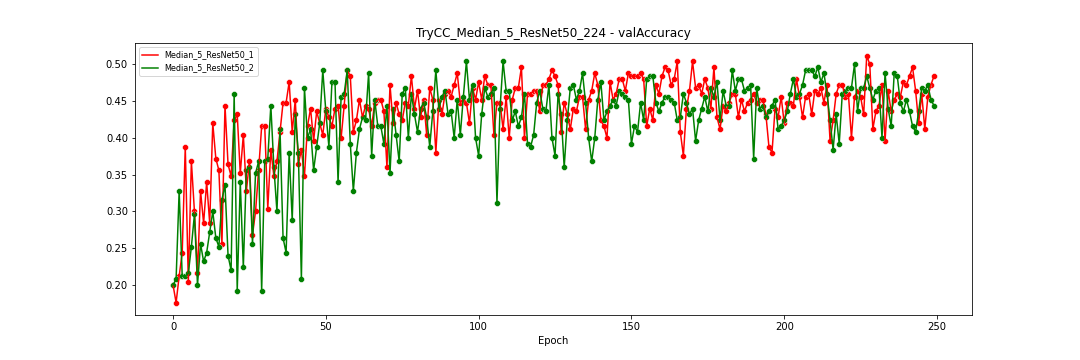 TryCC_Median_5_ResNet50_224 - valAccuracy
Median_5_ResNet50_1
Median_5_ResNet50_2
0.50
0.45
0.40
0.35
0.30
0.25
0.20
0 50 100 150 200 250
Epoch